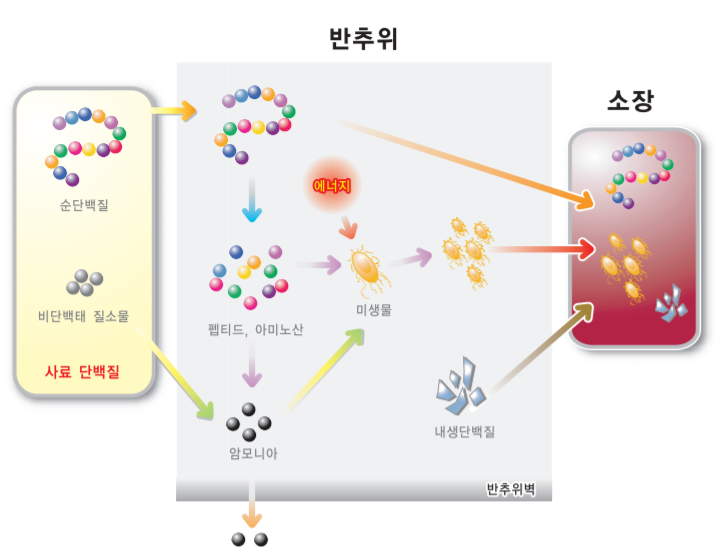 반추위
소장
순단백질
에너지
비단백태 질소물
펩티드, 아미노산
미생물
사료 단백질
내생단백질
암모니아
반추위벽